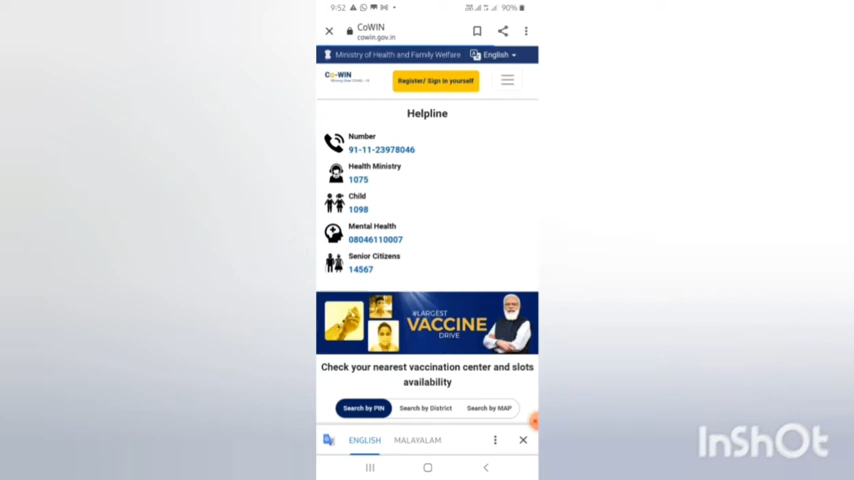 9:52
90%
CoWIN
cowin.gov.in
Ministry of Health and Family Welfare English
Co-WIN
Register/ Sign in yourself
Helpline
Number
91-11-23978046
Health Ministry
1075
Child
1098
Mental Health
08046110007
Senior Citizens
14567
#LARGEST
VACCINE
DRIVE
Check your nearest vaccination center and slots
availability
Search by PIN Search by District Search by MAP
ENGLISH MALAYALAM
InShOt